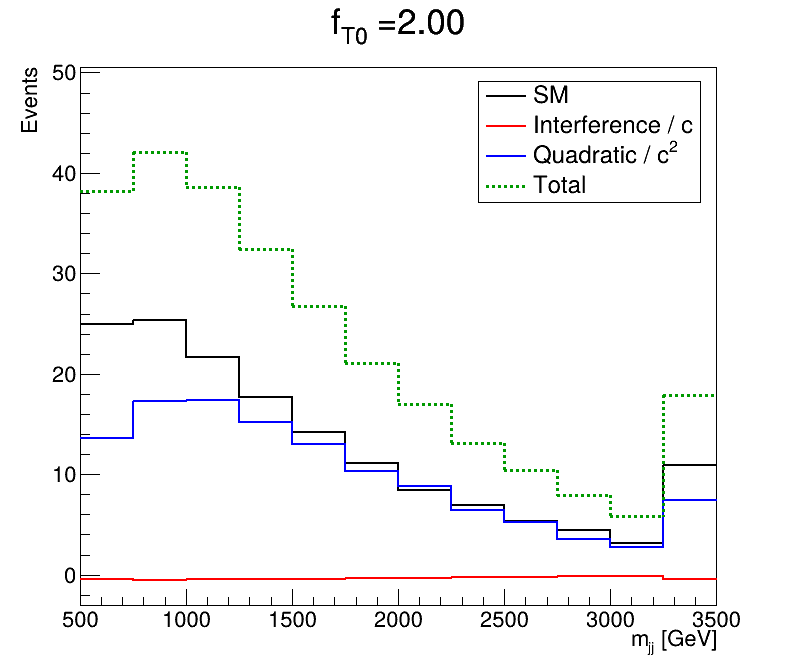 f_T0 =2.00
Events
50
40
30
20
10
0
SM
Interference / c
Quadratic / c²
Total
500 1000 1500 2000 2500 3000 3500
m_jj [GeV]